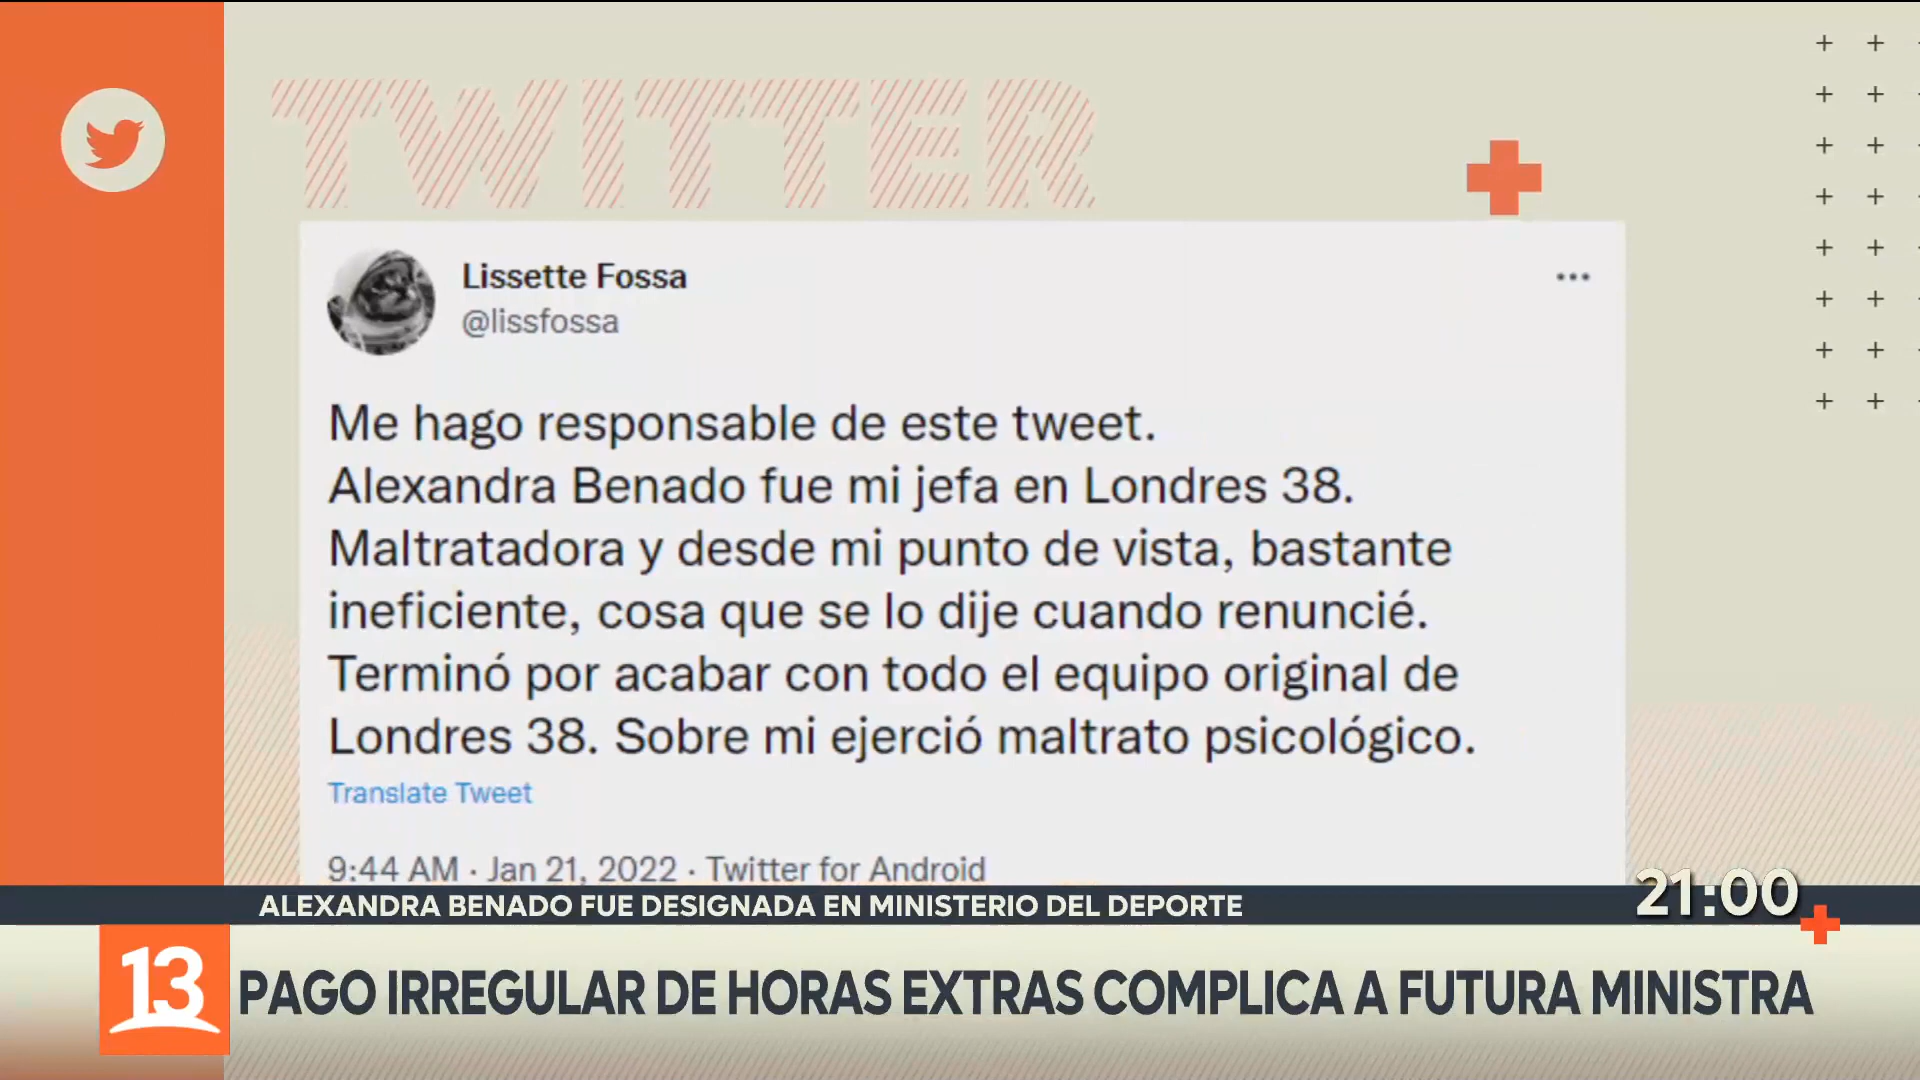 TWITTER
Lissette Fossa
@lissfossa
Me hago responsable de este tweet.
Alexandra Benado fue mi jefa en Londres 38.
Maltratadora y desde mi punto de vista, bastante
ineficiente, cosa que se lo dije cuando renuncié.
Terminó por acabar con todo el equipo original de
Londres 38. Sobre mi ejerció maltrato psicológico.
Translate Tweet
9:44 AM · Jan 21, 2022 · Twitter for Android
ALEXANDRA BENADO FUE DESIGNADA EN MINISTERIO DEL DEPORTE
21:00
13
PAGO IRREGULAR DE HORAS EXTRAS COMPLICA A FUTURA MINISTRA